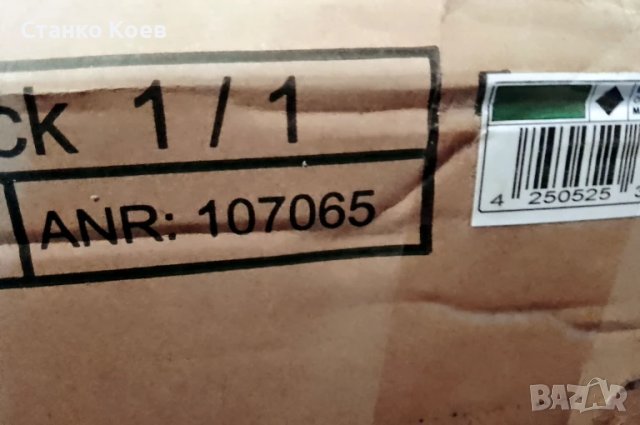 Станко Коев
CK 1 / 1
ANR: 107065
4 250525
BAZAR